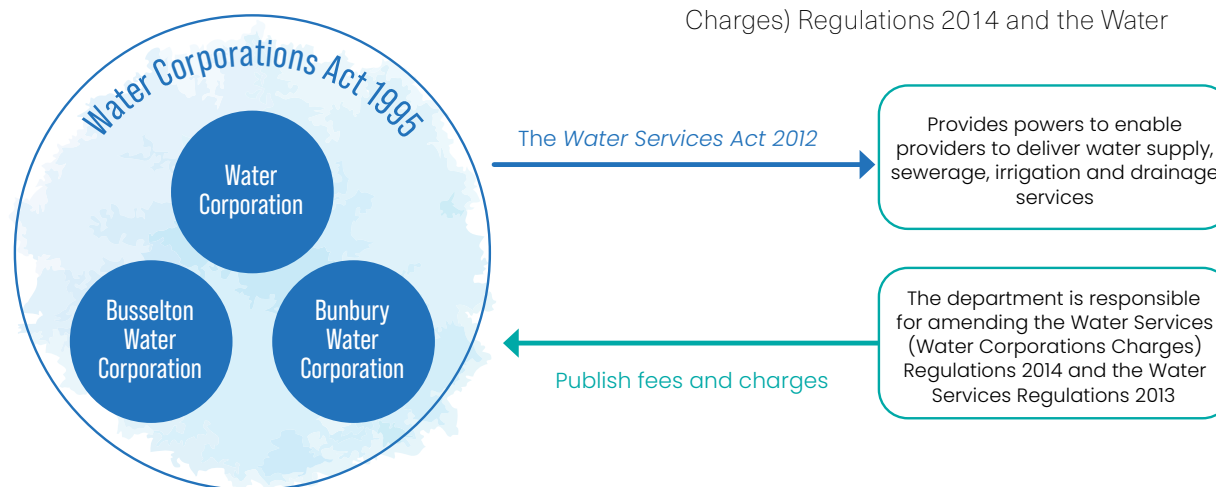 Charges) Regulations 2014 and the Water
Water Corporations Act 1995
Water
Corporation
Busselton
Water
Corporation
Bunbury
Water
Corporation
The Water Services Act 2012
Provides powers to enable
providers to deliver water supply,
sewerage, irrigation and drainage
services
Publish fees and charges
The department is responsible
for amending the Water Services
(Water Corporations Charges)
Regulations 2014 and the Water
Services Regulations 2013